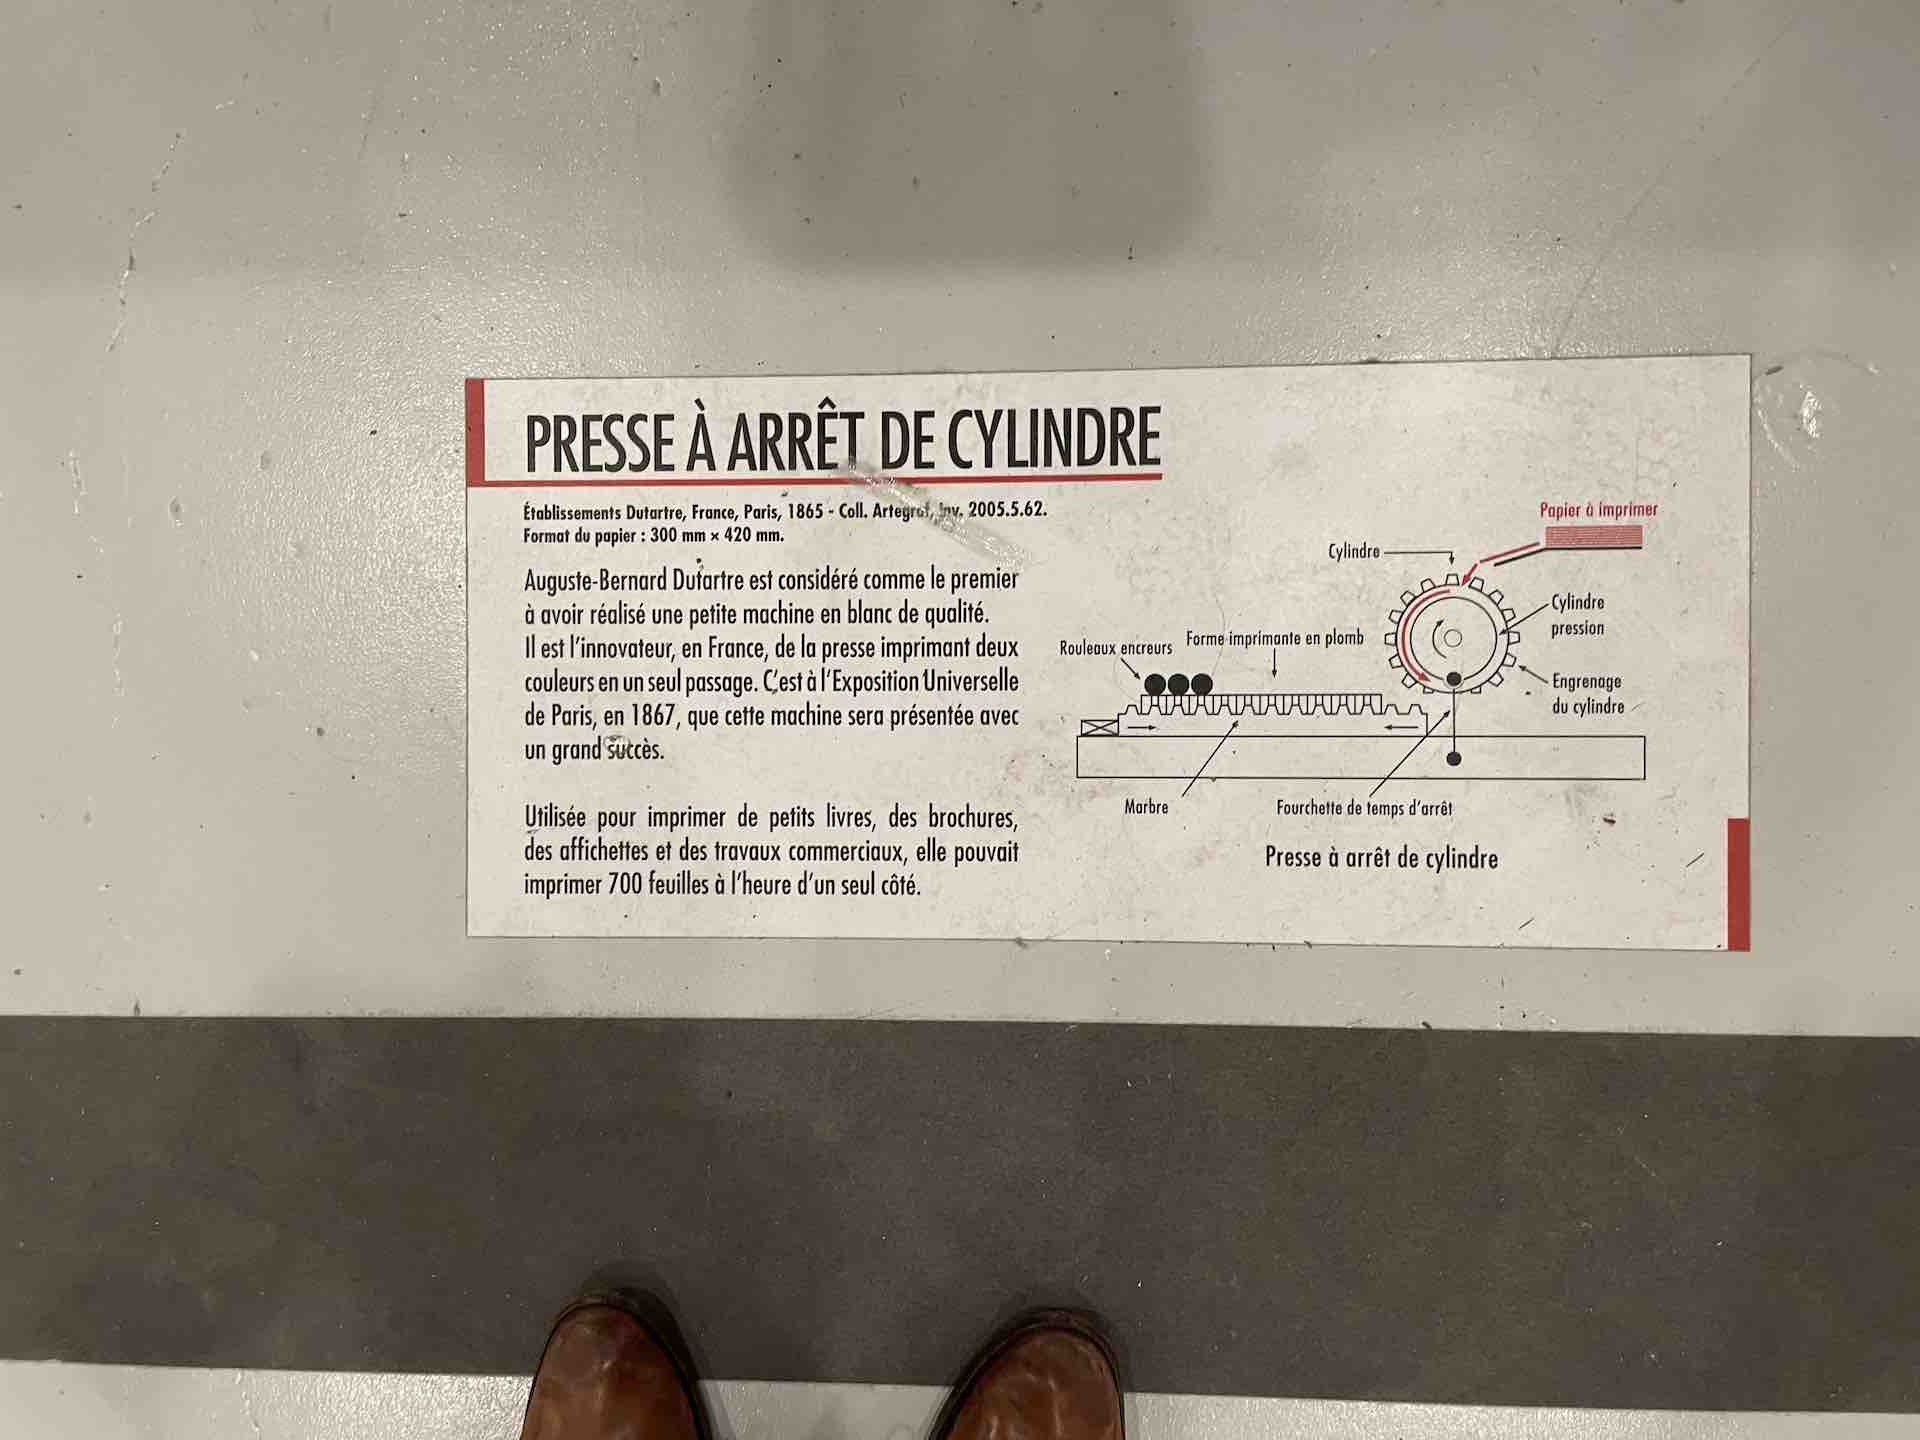 PRESSE À ARRÊT DE CYLINDRE
Établissements Dutartre, France, Paris, 1865 - Coll. Artegraf, Inv. 2005.5.62.
Format du papier : 300 mm × 420 mm.
Auguste-Bernard Dutartre est considéré comme le premier
à avoir réalisé une petite machine en blanc de qualité.
Il est l'innovateur, en France, de la presse imprimant deux
couleurs en un seul passage. C'est à l'Exposition Universelle
de Paris, en 1867, que cette machine sera présentée avec
un grand succès.
Utilisée pour imprimer de petits livres, des brochures,
des affichettes et des travaux commerciaux, elle pouvait
imprimer 700 feuilles à l'heure d'un seul côté.
Papier à imprimer
Cylindre
Cylindre
pression
Rouleaux encreurs
Forme imprimante en plomb
Engrenage
du cylindre
Marbre
Fourchette de temps d'arrêt
Presse à arrêt de cylindre